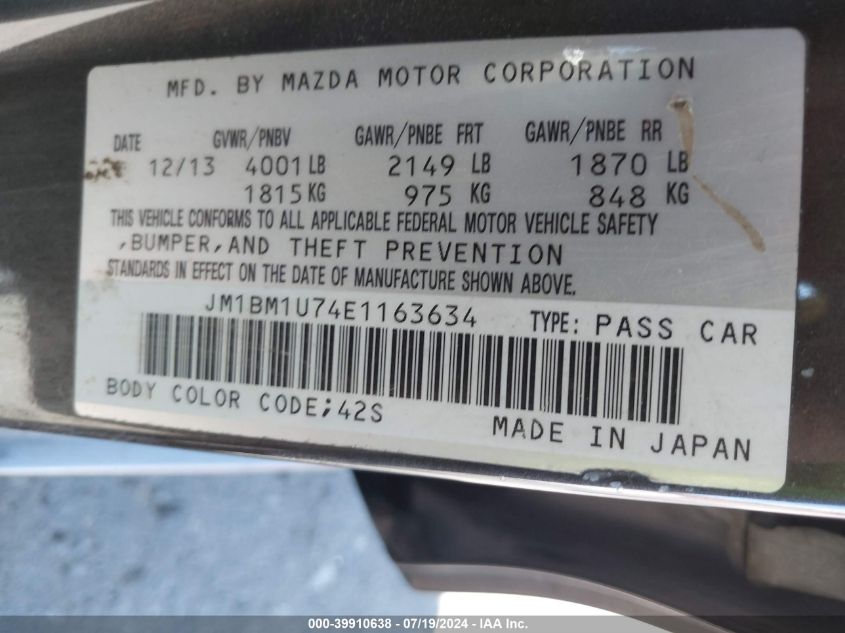 MFD. BY MAZDA MOTOR CORPORATION
DATE GVWR/PNBV GAWR/PNBE FRT GAWR/PNBE RR
12/13 4001 LB 2149 LB 1870 LB
1815 KG 975 KG 848 KG
THIS VEHICLE CONFORMS TO ALL APPLICABLE FEDERAL MOTOR VEHICLE SAFETY
,BUMPER,AND THEFT PREVENTION
STANDARDS IN EFFECT ON THE DATE OF MANUFACTURE SHOWN ABOVE.
JM1BM1U74E1163634 TYPE: PASS CAR
BODY COLOR CODE;42S
MADE IN JAPAN
000-39910638 / 07/19/2024 - IAA Inc.